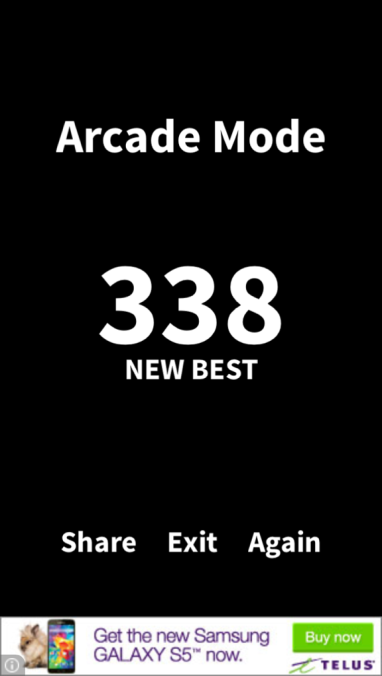 Arcade Mode
338
NEW BEST
Share Exit Again
Get the new Samsung
GALAXY S5™ now.
Buy now
TELUS®